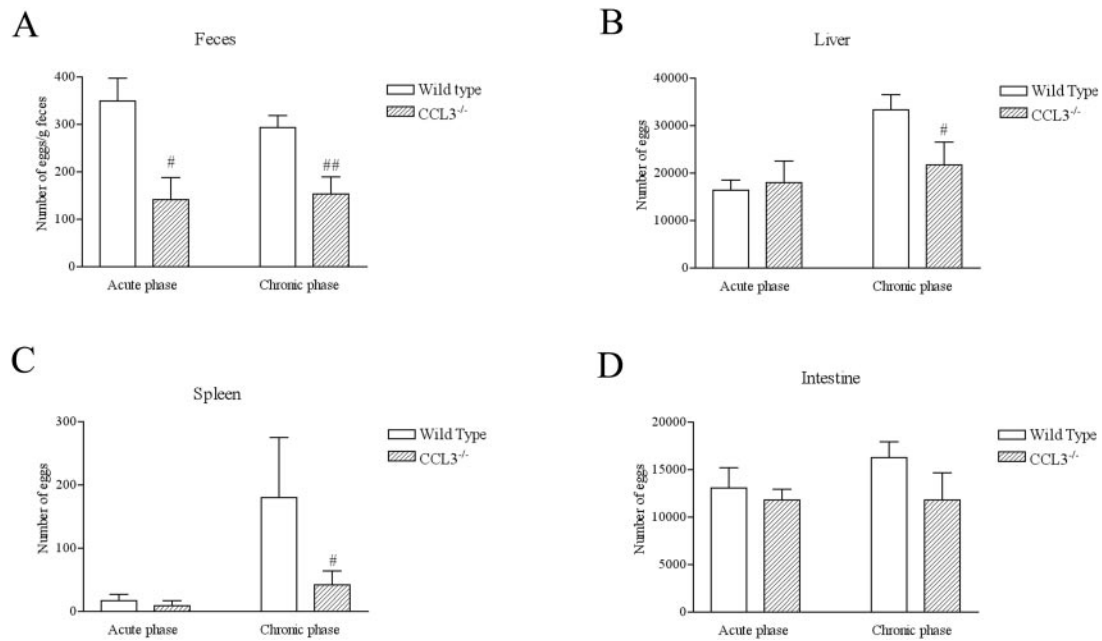 A
Feces
Number of eggs/g feces
400
300
200
100
0
#
##
Acute phase
Chronic phase
Wild type
CCL3-/-
B
Liver
Number of eggs
40000
30000
20000
10000
0
#
Acute phase
Chronic phase
Wild Type
CCL3-/-
C
Spleen
Number of eggs
300
200
100
0
#
Acute phase
Chronic phase
Wild Type
CCL3-/-
D
Intestine
Number of eggs
20000
15000
10000
5000
0
Acute phase
Chronic phase
Wild Type
CCL3-/-